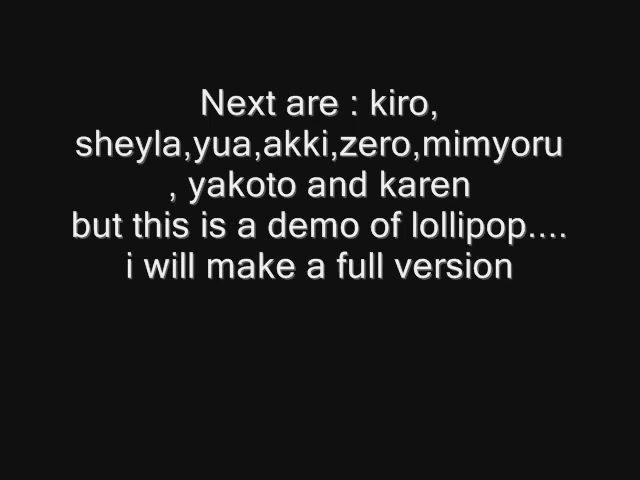 Next are : kiro,
sheyla,yua,akki,zero,mimyoru
, yakoto and karen
but this is a demo of lollipop....
i will make a full version